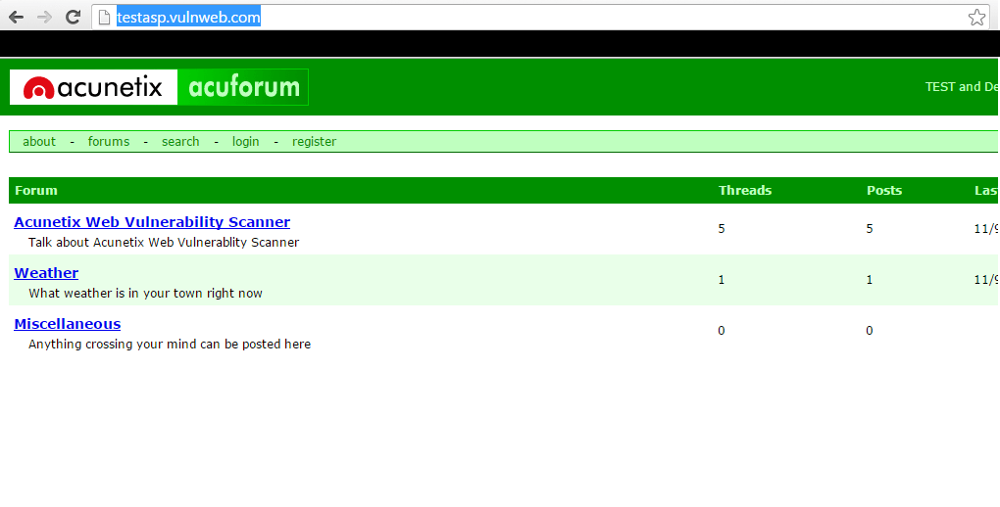 testasp.vulnweb.com
acunetix acuforum
TEST and De
about - forums - search - login - register
Forum Threads Posts Las
Acunetix Web Vulnerability Scanner
Talk about Acunetix Web Vulnerablity Scanner
5 5 11/9
Weather
What weather is in your town right now
1 1 11/9
Miscellaneous
Anything crossing your mind can be posted here
0 0